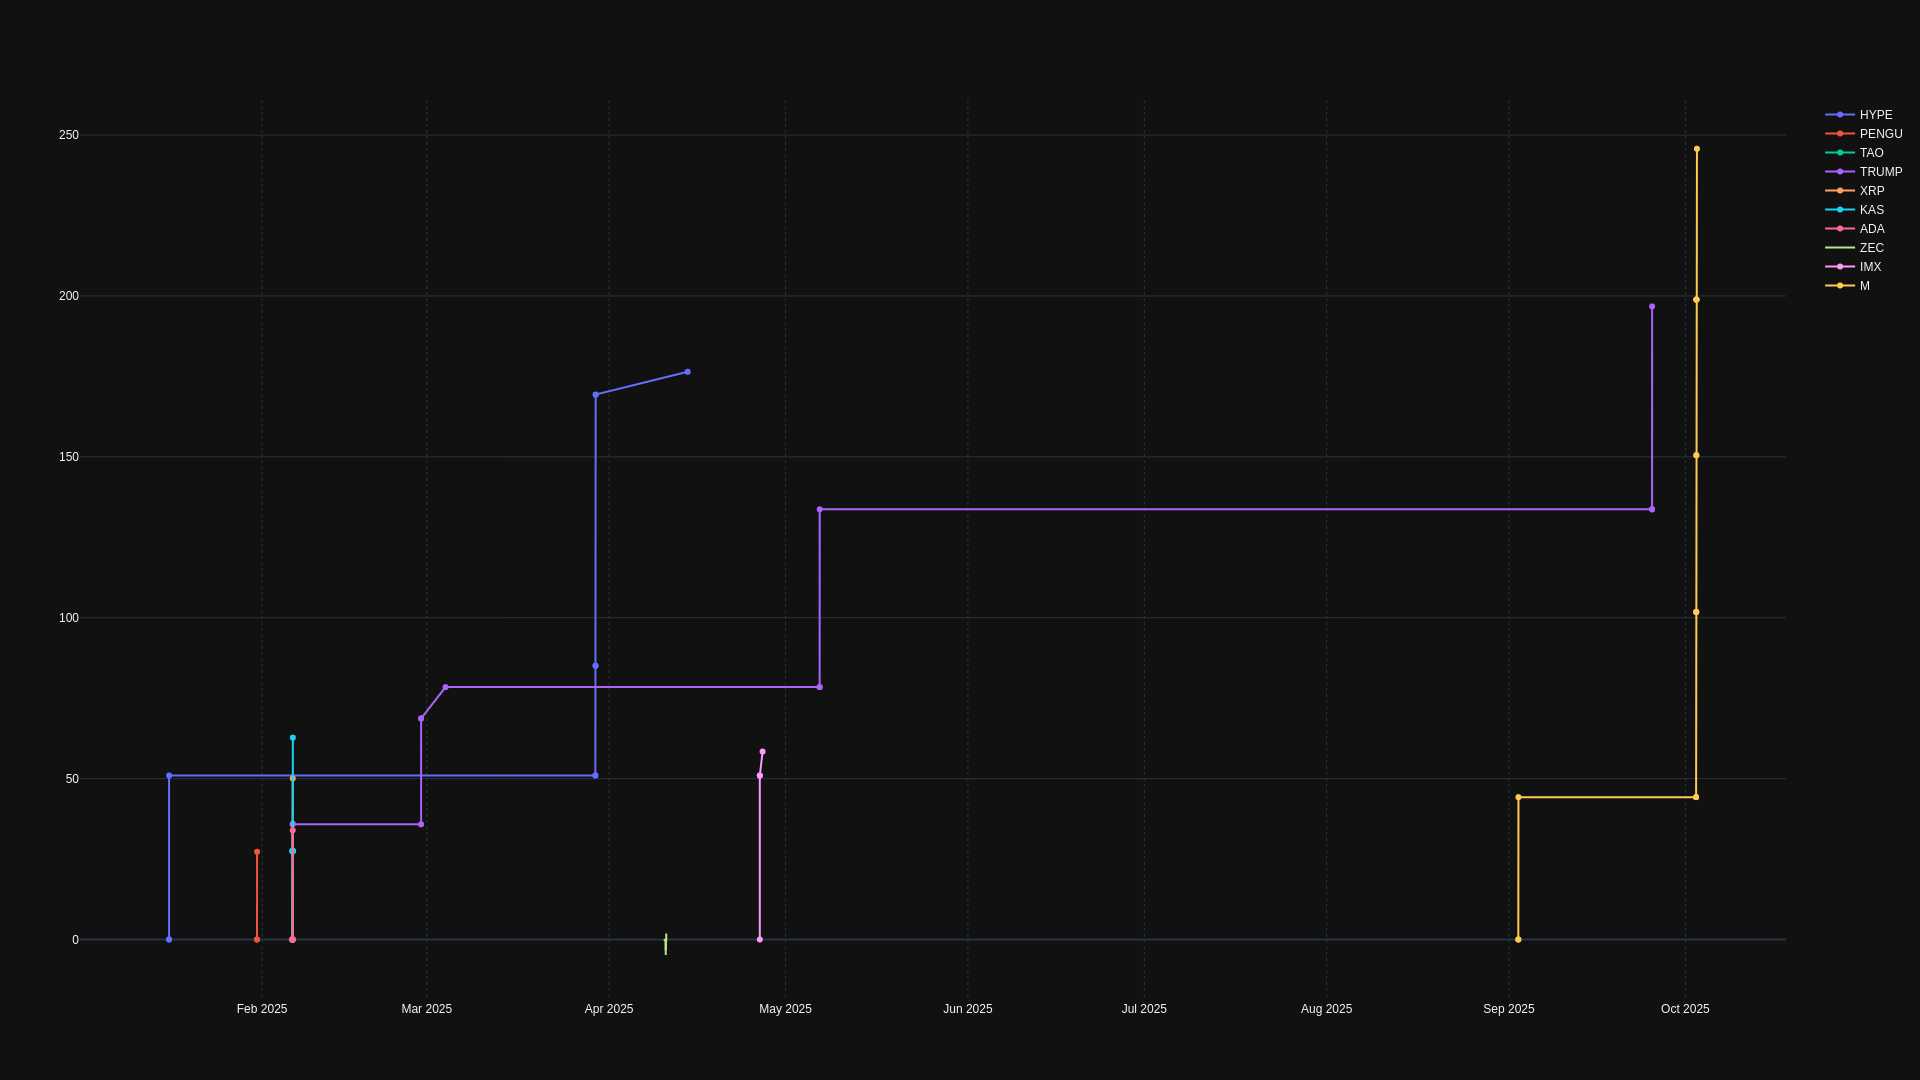 250
200
150
100
50
0
Feb 2025
Mar 2025
Apr 2025
May 2025
Jun 2025
Jul 2025
Aug 2025
Sep 2025
Oct 2025
HYPE
PENGU
TAO
TRUMP
XRP
KAS
ADA
ZEC
IMX
M